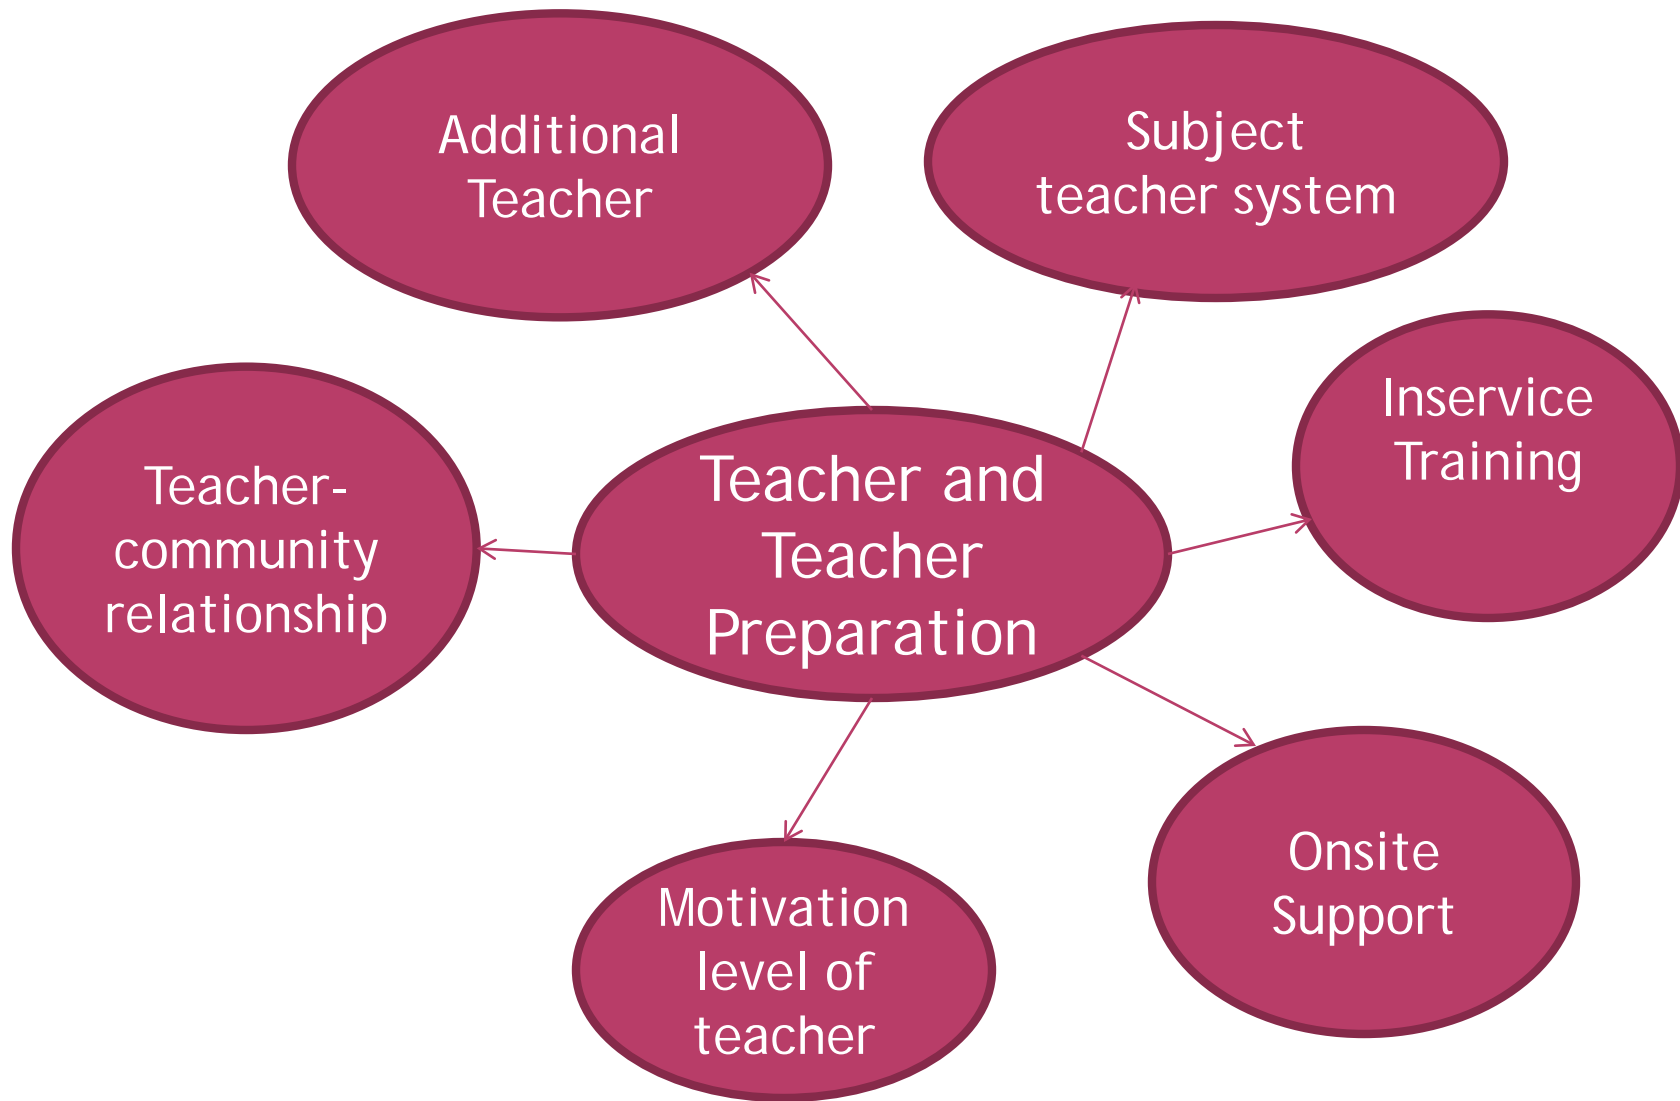 Additional
Teacher
Subject
teacher system
Inservice
Training
Teacher-
community
relationship
Teacher and
Teacher
Preparation
Onsite
Support
Motivation
level of
teacher